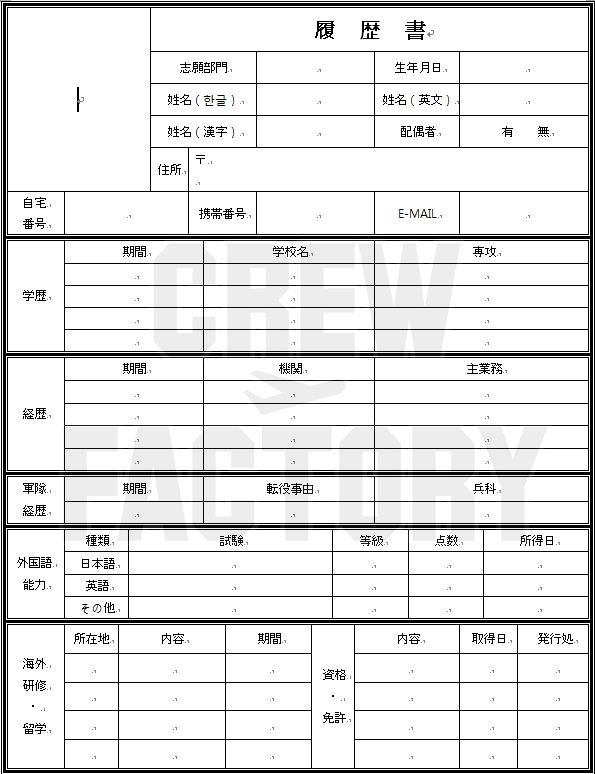 履 歴 書
志願部門 生年月日
姓名 ( 한글 ) 姓名 ( 英文 )
姓名 ( 漢字 ) 配偶者 有 無
住所 〒
自宅
番号
携帯番号 E-MAIL
CREW
FACTORY
期間 学校名 専攻
学歴
期間 機関 主業務
経歴
軍隊
経歴
期間 転役事由 兵科
外国語
能力
種類 試験 等級 点数 所得日
日本語
英語
その他
海外
研修
・
留学
所在地 内容 期間
資格
・
免許
内容 取得日 発行処